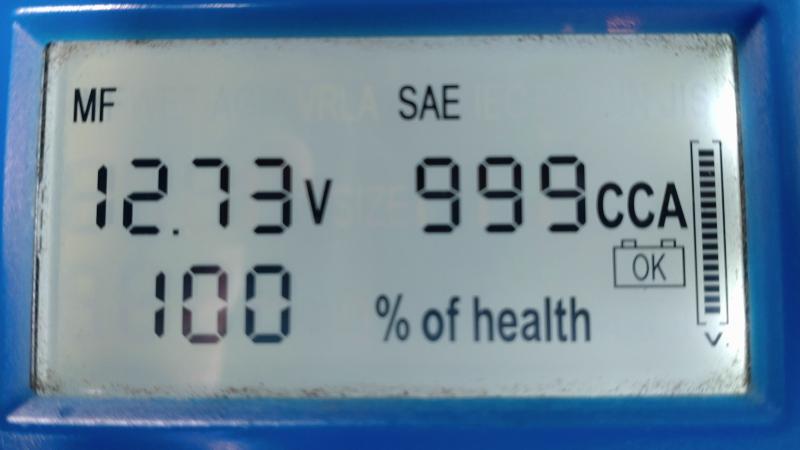 MF SAE
12.73 V 999 CCA
OK
100 % of health